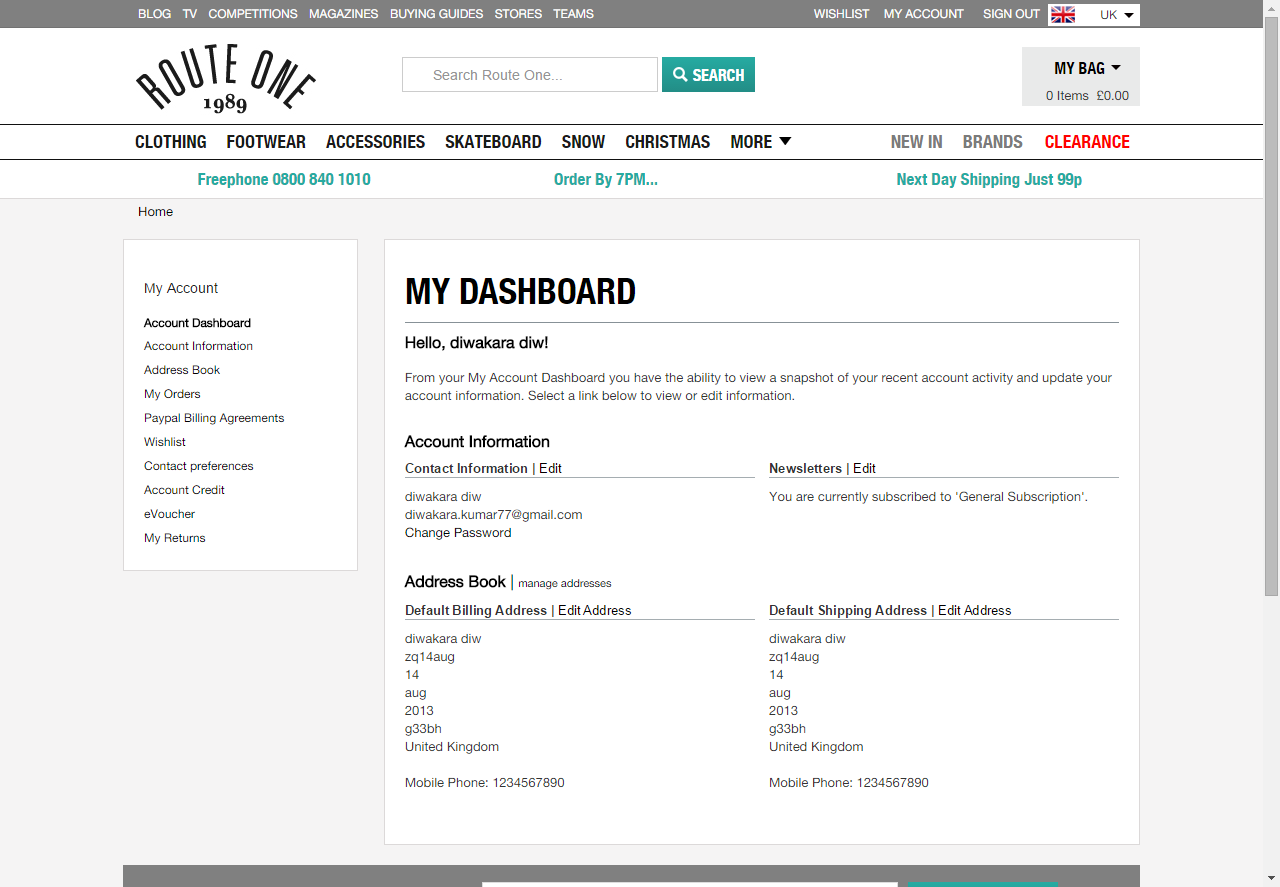 BLOG TV COMPETITIONS MAGAZINES BUYING GUIDES STORES TEAMS WISHLIST MY ACCOUNT SIGN OUT UK
ROUTE ONE
1989
Search Route One...
SEARCH
MY BAG
0 Items £0.00
CLOTHING FOOTWEAR ACCESSORIES SKATEBOARD SNOW CHRISTMAS MORE NEW IN BRANDS CLEARANCE
Freephone 0800 840 1010 Order By 7PM... Next Day Shipping Just 99p
Home
My Account
Account Dashboard
Account Information
Address Book
My Orders
Paypal Billing Agreements
Wishlist
Contact preferences
Account Credit
eVoucher
My Returns
MY DASHBOARD
Hello, diwakara diw!
From your My Account Dashboard you have the ability to view a snapshot of your recent account activity and update your
account information. Select a link below to view or edit information.
Account Information
Contact Information | Edit
diwakara diw
diwakara.kumar77@gmail.com
Change Password
Newsletters | Edit
You are currently subscribed to 'General Subscription'.
Address Book | manage addresses
Default Billing Address | Edit Address
diwakara diw
zq14aug
14
aug
2013
g33bh
United Kingdom
Mobile Phone: 1234567890
Default Shipping Address | Edit Address
diwakara diw
zq14aug
14
aug
2013
g33bh
United Kingdom
Mobile Phone: 1234567890